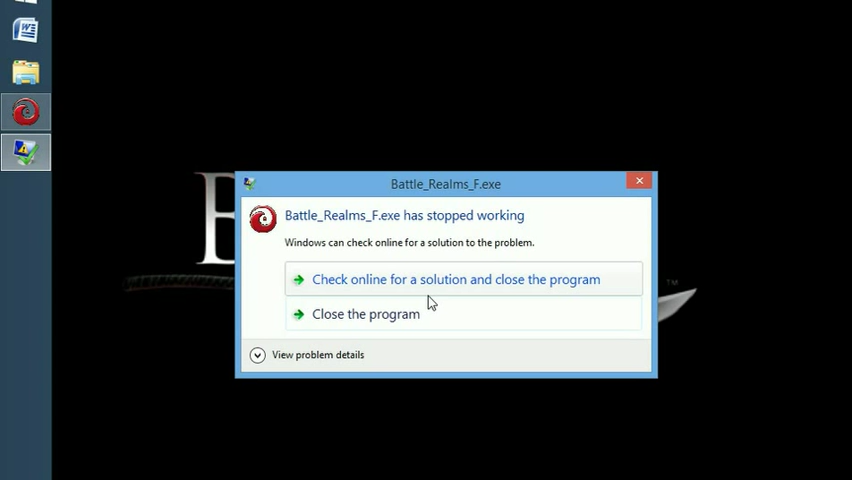 Battle_Realms_F.exe
Battle_Realms_F.exe has stopped working
Windows can check online for a solution to the problem.
Check online for a solution and close the program
Close the program
View problem details
B
TM